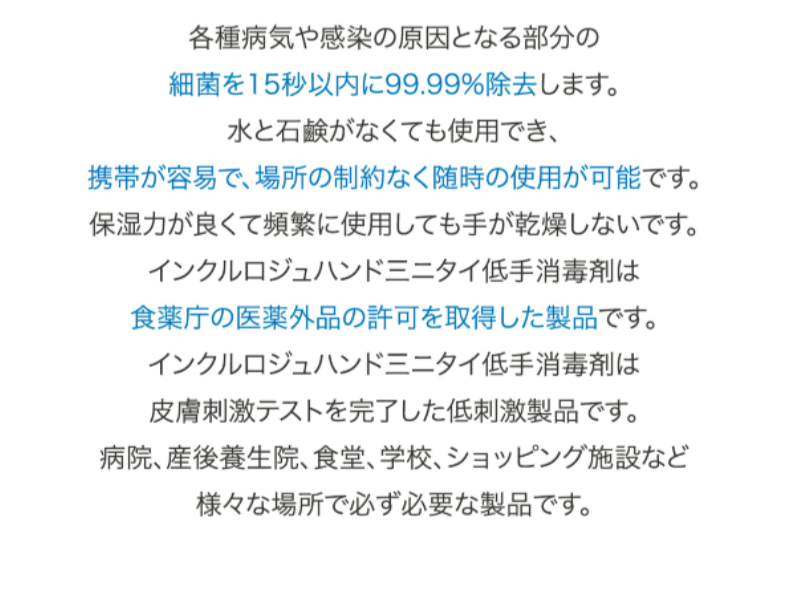 各種病気や感染の原因となる部分の
細菌を15秒以内に99.99%除去します。
水と石鹸がなくても使用でき、
携帯が容易で、場所の制約なく随時の使用が可能です。
保湿力が良くて頻繁に使用しても手が乾燥しないです。
インクルロジュハンド三ニタイ低手消毒剤は
食薬庁の医薬外品の許可を取得した製品です。
インクルロジュハンド三ニタイ低手消毒剤は
皮膚刺激テストを完了した低刺激製品です。
病院、産後養生院、食堂、学校、ショッピング施設など
様々な場所で必ず必要な製品です。